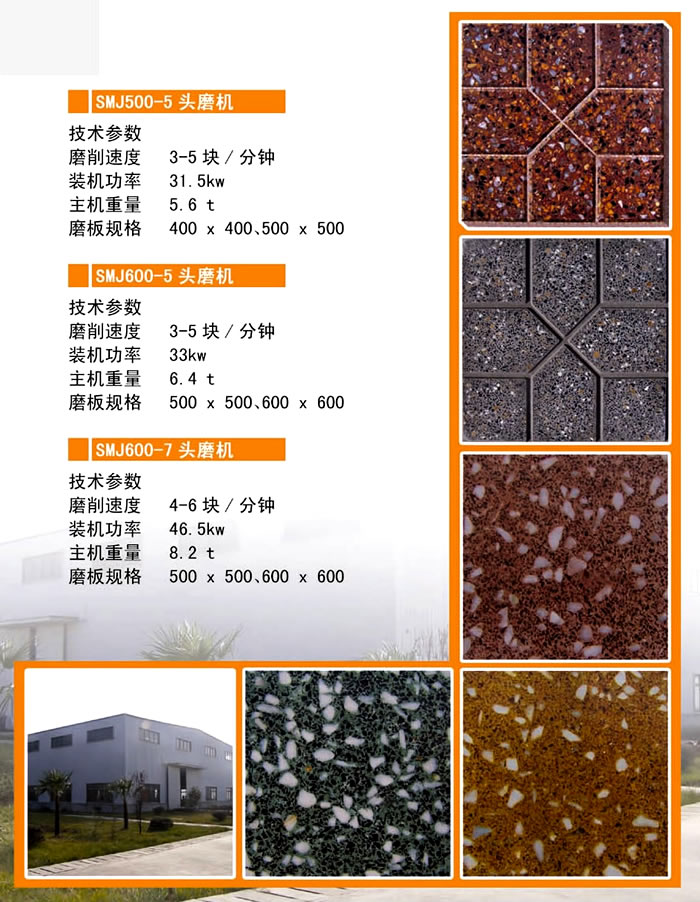 SMJ500-5 头磨机
技术参数
磨削速度 3-5 块／分钟
装机功率 31.5kw
主机重量 5.6 t
磨板规格 400 x 400、500 x 500
SMJ600-5 头磨机
技术参数
磨削速度 3-5 块／分钟
装机功率 33kw
主机重量 6.4 t
磨板规格 500 x 500、600 x 600
SMJ600-7 头磨机
技术参数
磨削速度 4-6 块／分钟
装机功率 46.5kw
主机重量 8.2 t
磨板规格 500 x 500、600 x 600